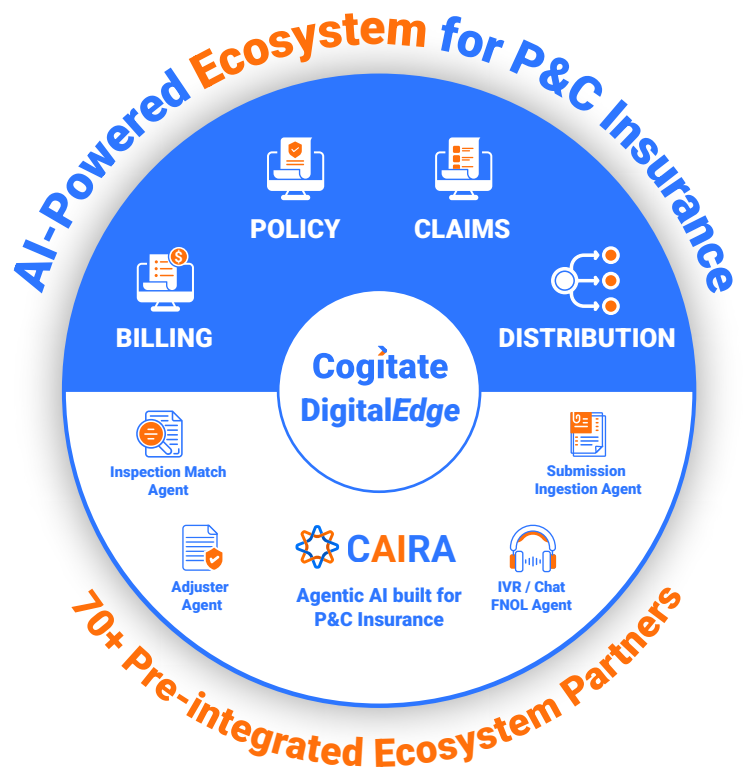 AI-Powered Ecosystem for P&C Insurance
POLICY
CLAIMS
BILLING
$
DISTRIBUTION
Cogitate
DigitalEdge
Inspection Match
Agent
Submission
Ingestion Agent
Adjuster
Agent
CAIRA
Agentic AI built for
P&C Insurance
IVR / Chat
FNOL Agent
70+ Pre-integrated Ecosystem Partners